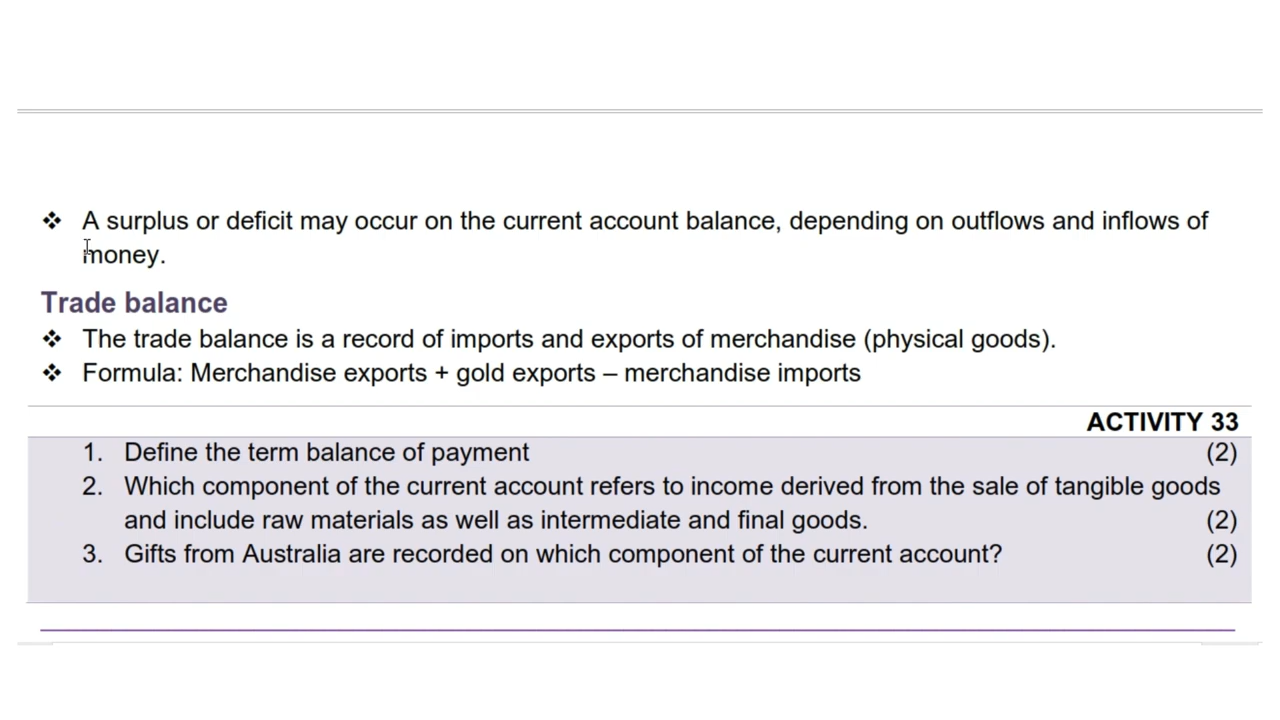 ❖ A surplus or deficit may occur on the current account balance, depending on outflows and inflows of
money.
Trade balance
❖ The trade balance is a record of imports and exports of merchandise (physical goods).
❖ Formula: Merchandise exports + gold exports – merchandise imports
ACTIVITY 33
1. Define the term balance of payment (2)
2. Which component of the current account refers to income derived from the sale of tangible goods
and include raw materials as well as intermediate and final goods. (2)
3. Gifts from Australia are recorded on which component of the current account? (2)